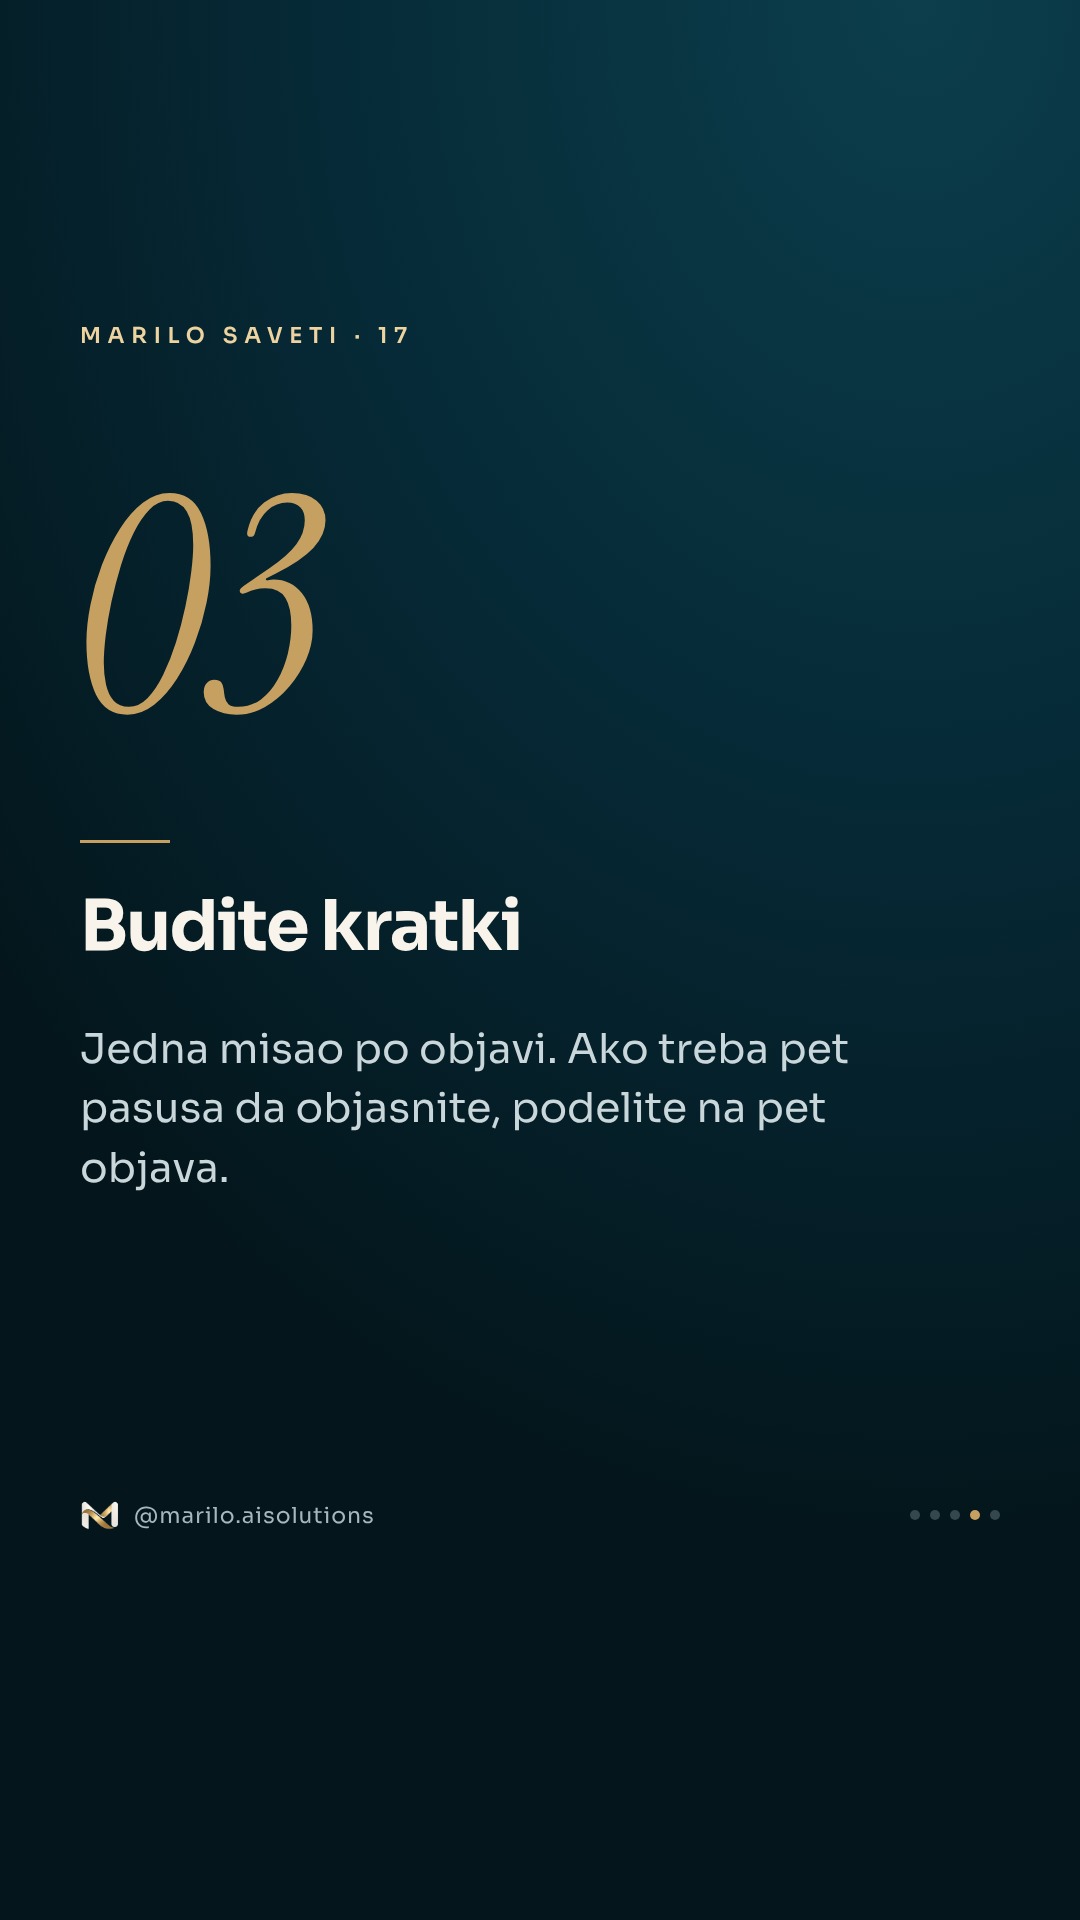 MARILO SAVETI · 17
03
Budite kratki
Jedna misao po objavi. Ako treba pet
pasusa da objasnite, podelite na pet
objava.
@marilo.aisolutions